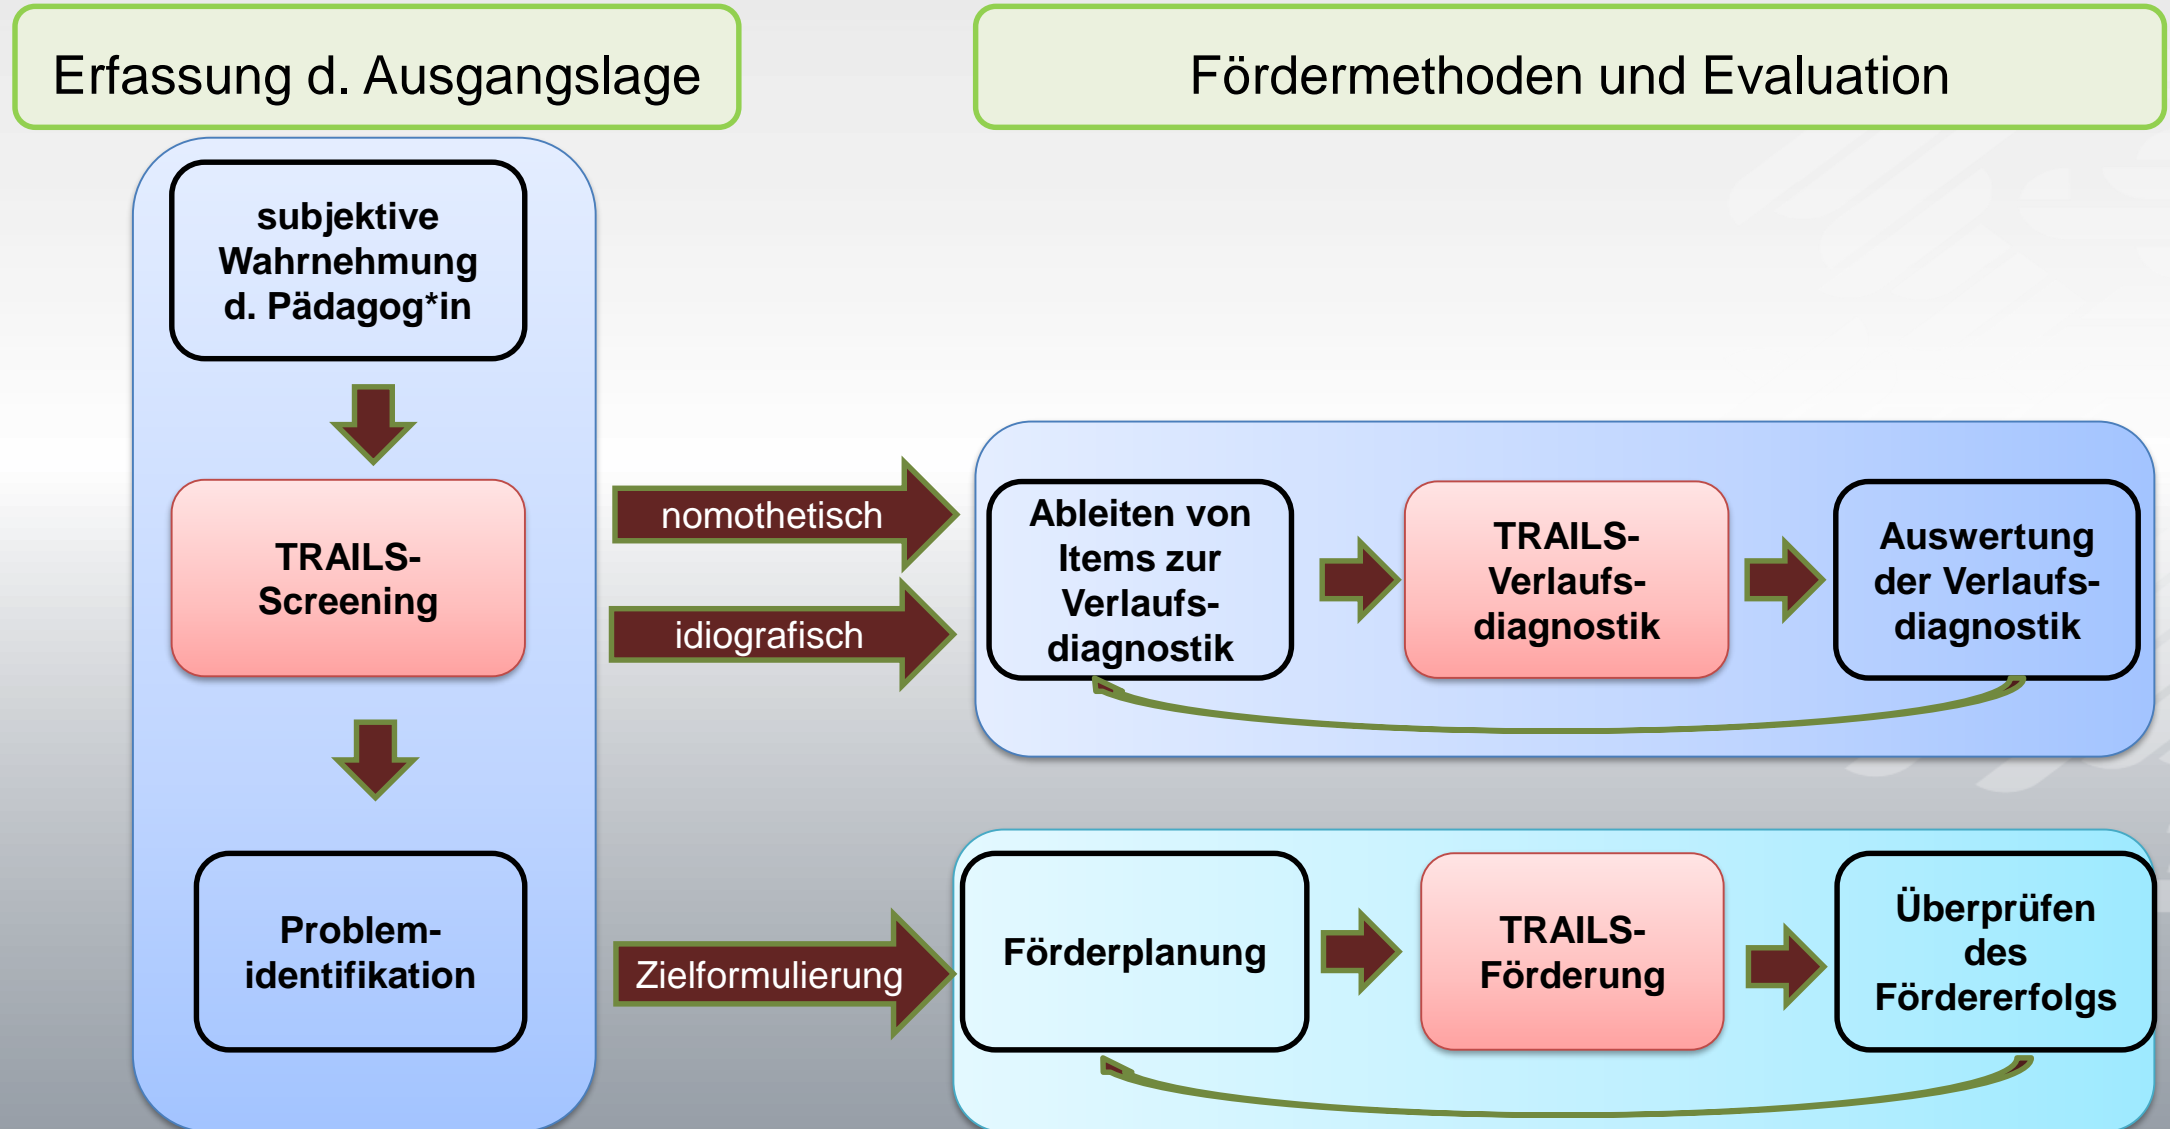 Erfassung d. Ausgangslage
Fördermethoden und Evaluation
subjektive
Wahrnehmung
d. Pädagog*in
TRAILS-
Screening
Problem-
identifikation
nomothetisch
idiografisch
Zielformulierung
Ableiten von
Items zur
Verlaufs-
diagnostik
TRAILS-
Verlaufs-
diagnostik
Auswertung
der Verlaufs-
diagnostik
Förderplanung
TRAILS-
Förderung
Überprüfen
des
Fördererfolgs